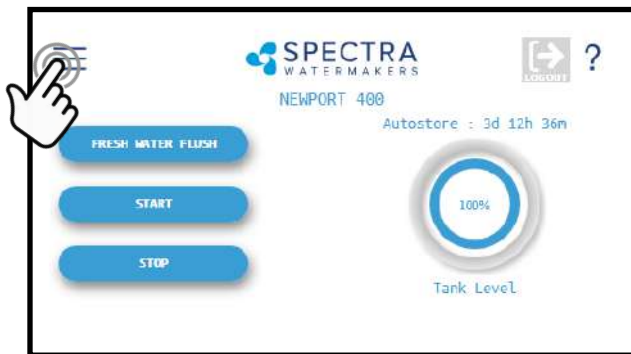 SPECTRA
WATERMAKERS
LOGOUT
?
NEWPORT 400
Autostore : 3d 12h 36m
FRESH WATER FLUSH
START
100%
STOP
Tank Level